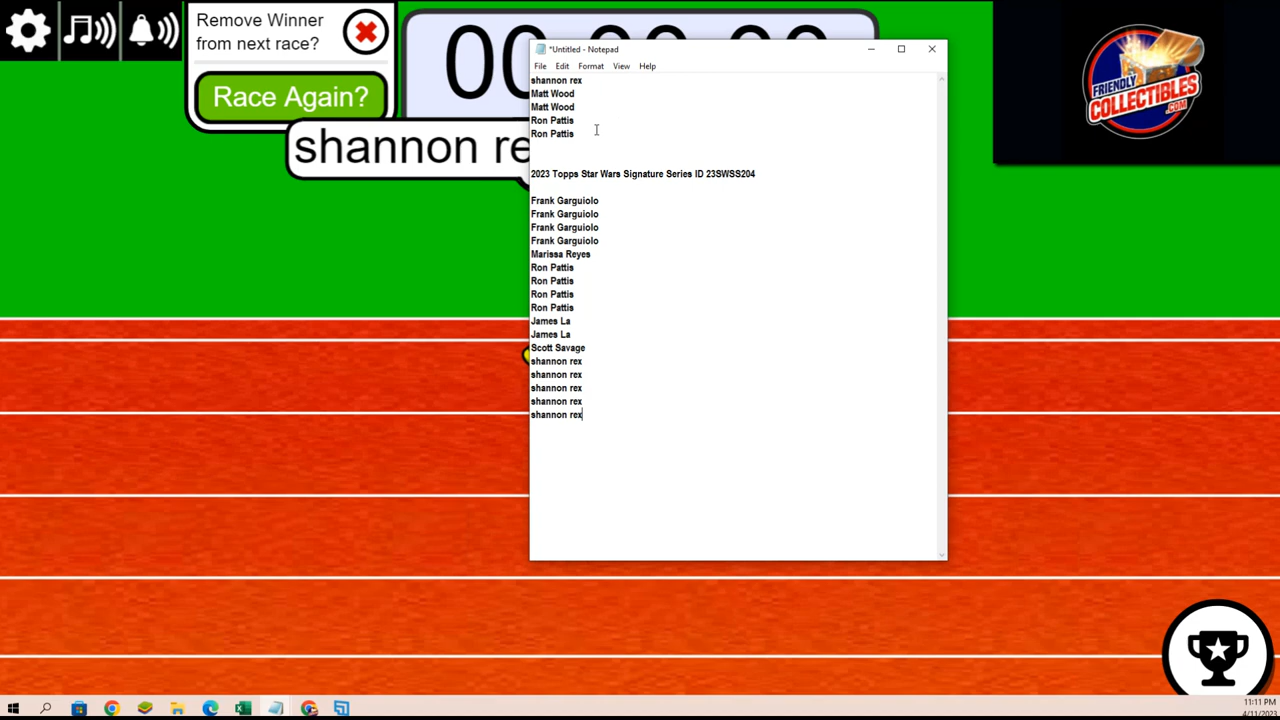 Remove Winner
from next race?
Race Again?
shannon re
*Untitled - Notepad
File Edit Format View Help
shannon rex
Matt Wood
Matt Wood
Ron Pattis
Ron Pattis
2023 Topps Star Wars Signature Series ID 23SWSS204
Frank Garguiolo
Frank Garguiolo
Frank Garguiolo
Frank Garguiolo
Marissa Reyes
Ron Pattis
Ron Pattis
Ron Pattis
Ron Pattis
James La
James La
Scott Savage
shannon rex
shannon rex
shannon rex
shannon rex
shannon rex
FRIENDLY
COLLECTIBLES
.COM
11:11 PM
4/11/2023